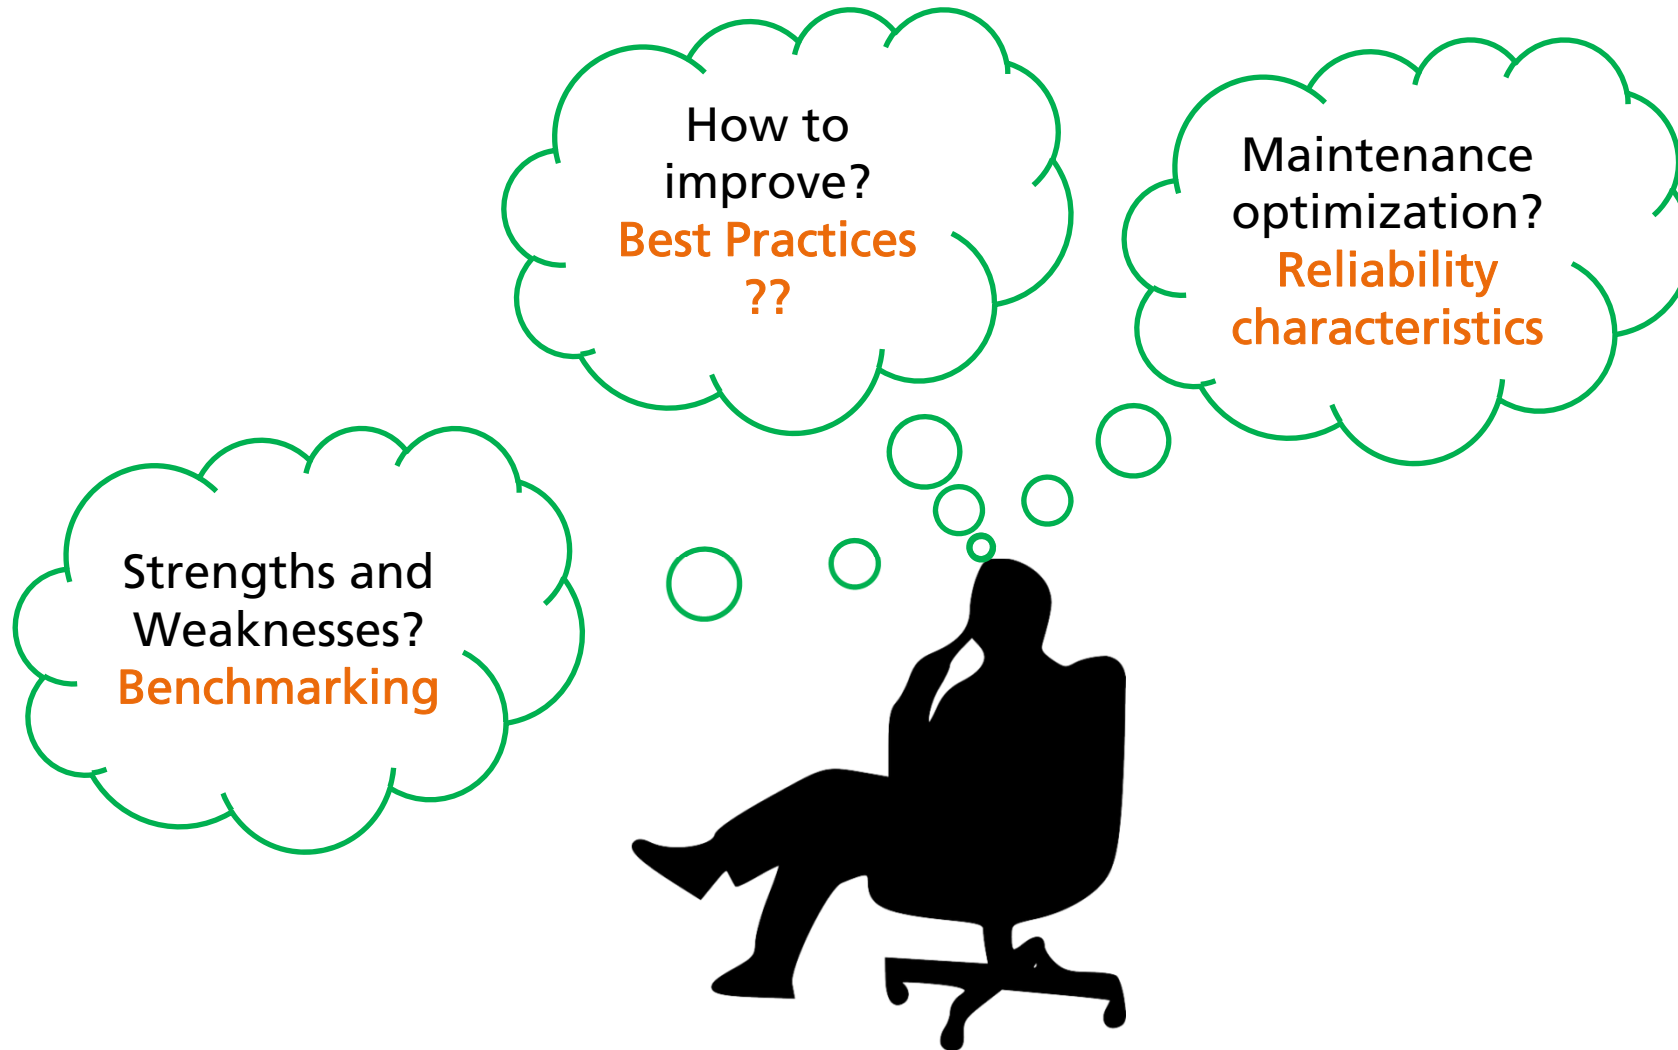 How to
improve?
Best Practices
??
Maintenance
optimization?
Reliability
characteristics
Strengths and
Weaknesses?
Benchmarking